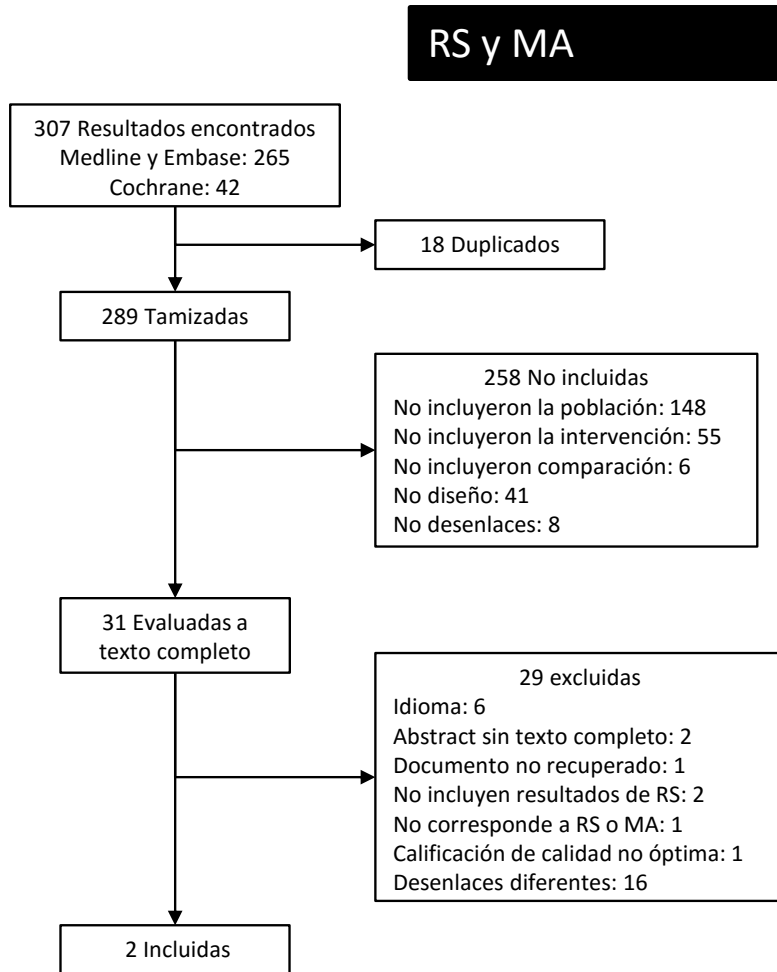 RS y MA
307 Resultados encontrados
Medline y Embase: 265
Cochrane: 42
18 Duplicados
289 Tamizadas
258 No incluidas
No incluyeron la población: 148
No incluyeron la intervención: 55
No incluyeron comparación: 6
No diseño: 41
No desenlaces: 8
31 Evaluadas a
texto completo
29 excluidas
Idioma: 6
Abstract sin texto completo: 2
Documento no recuperado: 1
No incluyen resultados de RS: 2
No corresponde a RS o MA: 1
Calificación de calidad no óptima: 1
Desenlaces diferentes: 16
2 Incluidas